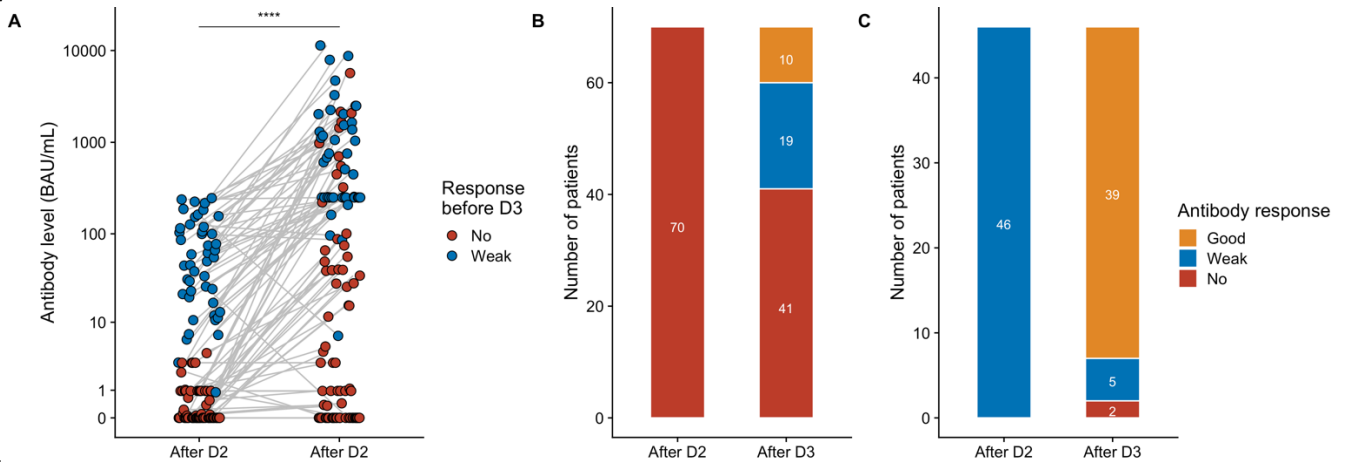 A
****
Antibody level (BAU/mL)
10000
1000
100
10
1
0
After D2
After D2
Response
before D3
No
Weak
B
Number of patients
60
40
20
0
70
10
19
41
After D2
After D3
C
Number of patients
40
30
20
10
0
46
39
5
2
After D2
After D3
Antibody response
Good
Weak
No